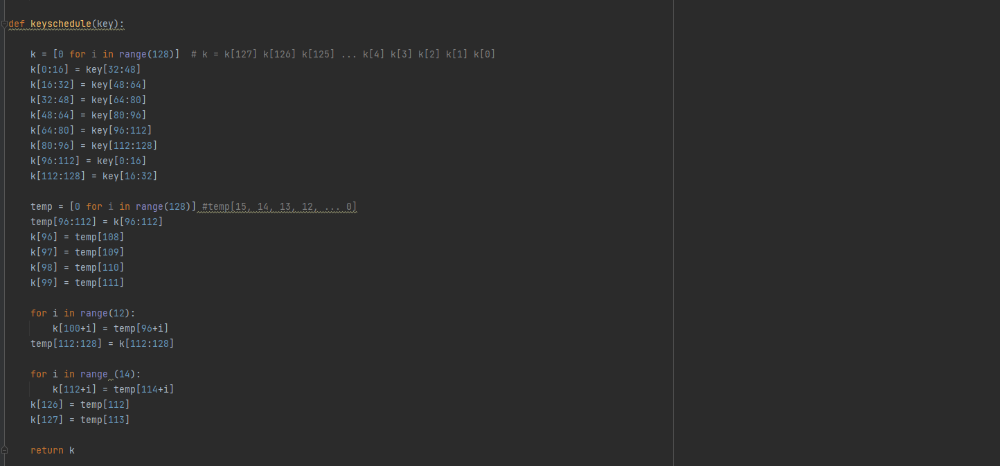 def keyschedule(key):
    k = [0 for i in range(128)]  # k = k[127] k[126] k[125] ... k[4] k[3] k[2] k[1] k[0]
    k[0:16] = key[32:48]
    k[16:32] = key[48:64]
    k[32:48] = key[64:80]
    k[48:64] = key[80:96]
    k[64:80] = key[96:112]
    k[80:96] = key[112:128]
    k[96:112] = key[0:16]
    k[112:128] = key[16:32]
    temp = [0 for i in range(128)] #temp[15, 14, 13, 12, ... 0]
    temp[96:112] = k[96:112]
    k[96] = temp[108]
    k[97] = temp[109]
    k[98] = temp[110]
    k[99] = temp[111]
    for i in range(12):
        k[100+i] = temp[96+i]
    temp[112:128] = k[112:128]
    for i in range (14):
        k[112+i] = temp[114+i]
    k[126] = temp[112]
    k[127] = temp[113]
    return k